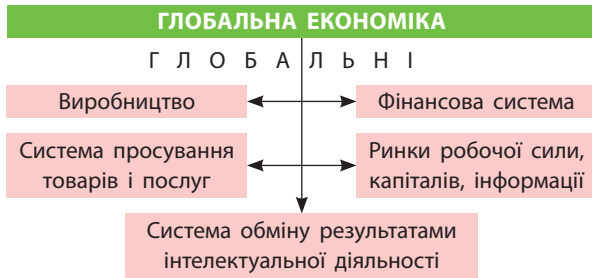 ГЛОБАЛЬНА ЕКОНОМІКА
ГЛОБАЛЬНІ
Виробництво
Фінансова система
Система просування
товарів і послуг
Ринки робочої сили,
капіталів, інформації
Система обміну результатами
інтелектуальної діяльності